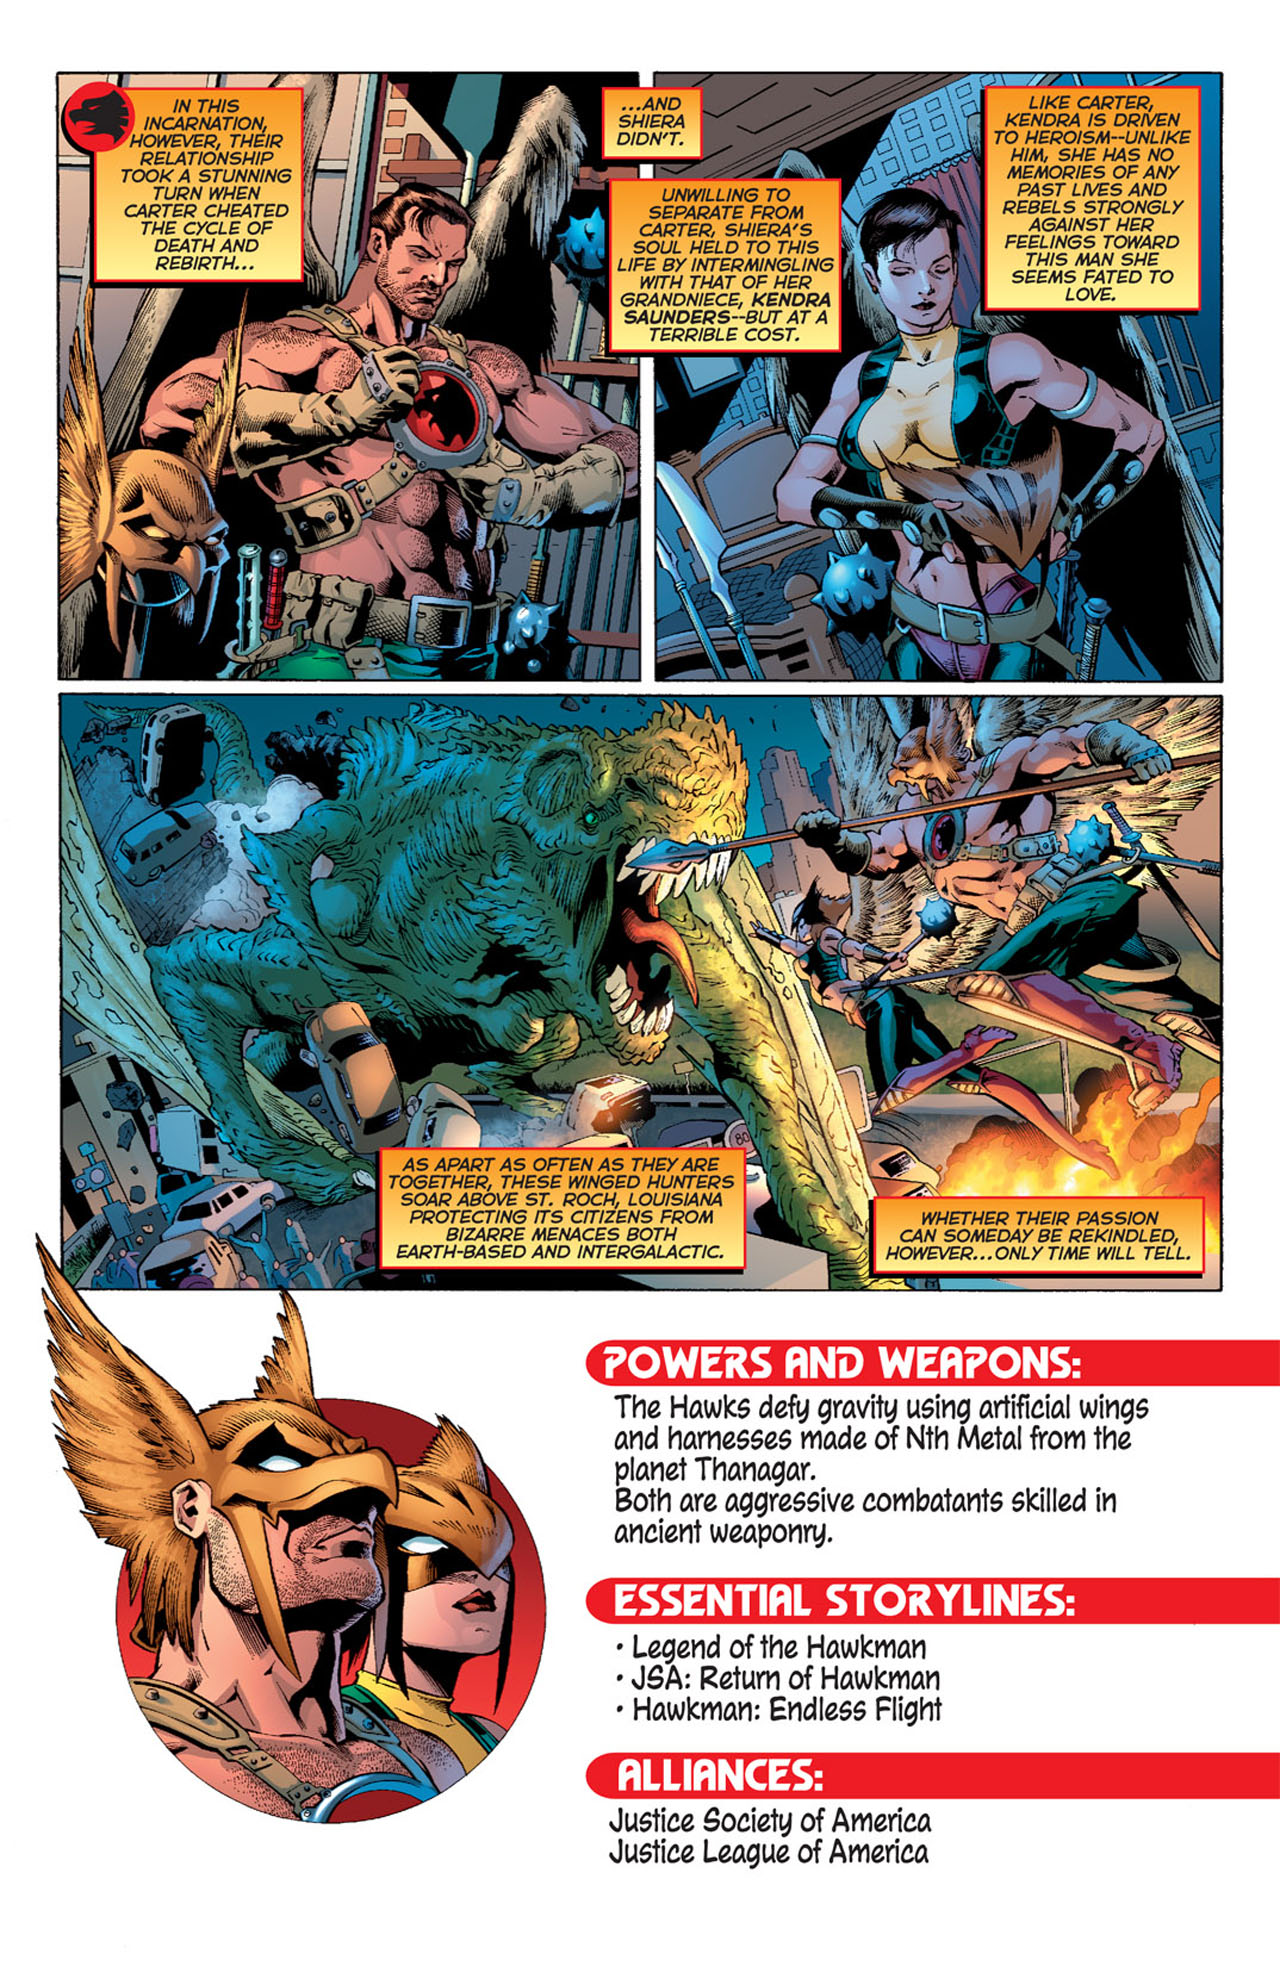 IN THIS
INCARNATION,
HOWEVER, THEIR
RELATIONSHIP
TOOK A STUNNING
TURN WHEN
CARTER CHEATED
THE CYCLE OF
DEATH AND
REBIRTH...
...AND
SHIERA
DIDN'T.
UNWILLING TO
SEPARATE FROM
CARTER, SHIERA'S
SOUL HELD TO THIS
LIFE BY INTERMINGLING
WITH THAT OF HER
GRANDNIECE, KENDRA
SAUNDERS--BUT AT A
TERRIBLE COST.
LIKE CARTER,
KENDRA IS DRIVEN
TO HEROISM--UNLIKE
HIM, SHE HAS NO
MEMORIES OF ANY
PAST LIVES AND
REBELS STRONGLY
AGAINST HER
FEELINGS TOWARD
THIS MAN SHE
SEEMS FATED TO
LOVE.
80
AS APART AS OFTEN AS THEY ARE
TOGETHER, THESE WINGED HUNTERS
SOAR ABOVE ST. ROCH, LOUISIANA
PROTECTING ITS CITIZENS FROM
BIZARRE MENACES BOTH
EARTH-BASED AND INTERGALACTIC.
WHETHER THEIR PASSION
CAN SOMEDAY BE REKINDLED,
HOWEVER...ONLY TIME WILL TELL.
POWERS AND WEAPONS:
The Hawks defy gravity using artificial wings
and harnesses made of Nth Metal from the
planet Thanagar.
Both are aggressive combatants skilled in
ancient weaponry.
ESSENTIAL STORYLINES:
• Legend of the Hawkman
• JSA: Return of Hawkman
• Hawkman: Endless Flight
ALLIANCES:
Justice Society of America
Justice League of America